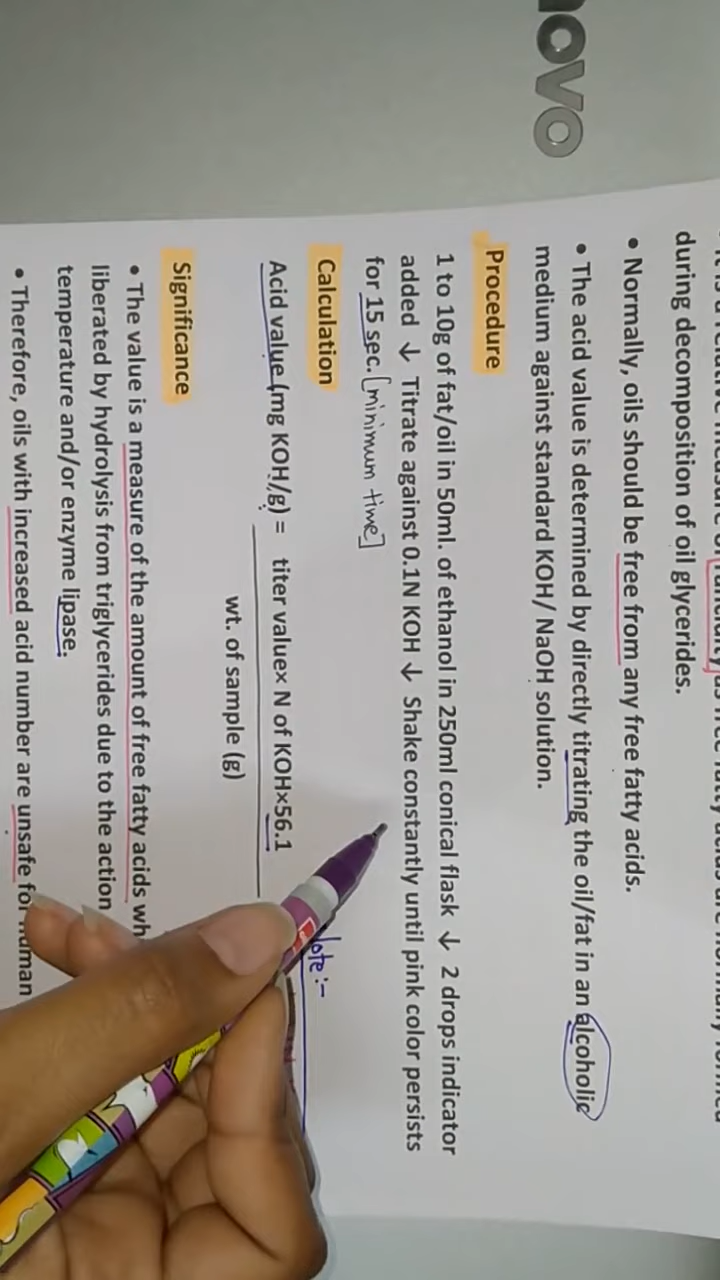 novo
during decomposition of oil glycerides.
• Normally, oils should be free from any free fatty acids.
• The acid value is determined by directly titrating the oil/fat in an alcoholic
medium against standard KOH/ NaOH solution.
Procedure
1 to 10g of fat/oil in 50ml. of ethanol in 250ml conical flask ↓ 2 drops indicator
added ↓ Titrate against 0.1N KOH ↓ Shake constantly until pink color persists
for 15 sec. [minimum time]
Calculation
Acid value (mg KOH/g) = titer value× N of KOH×56.1
wt. of sample (g)
Significance
• The value is a measure of the amount of free fatty acids
liberated by hydrolysis from triglycerides due to the action
temperature and/or enzyme lipase.
• Therefore, oils with increased acid number are unsafe for human